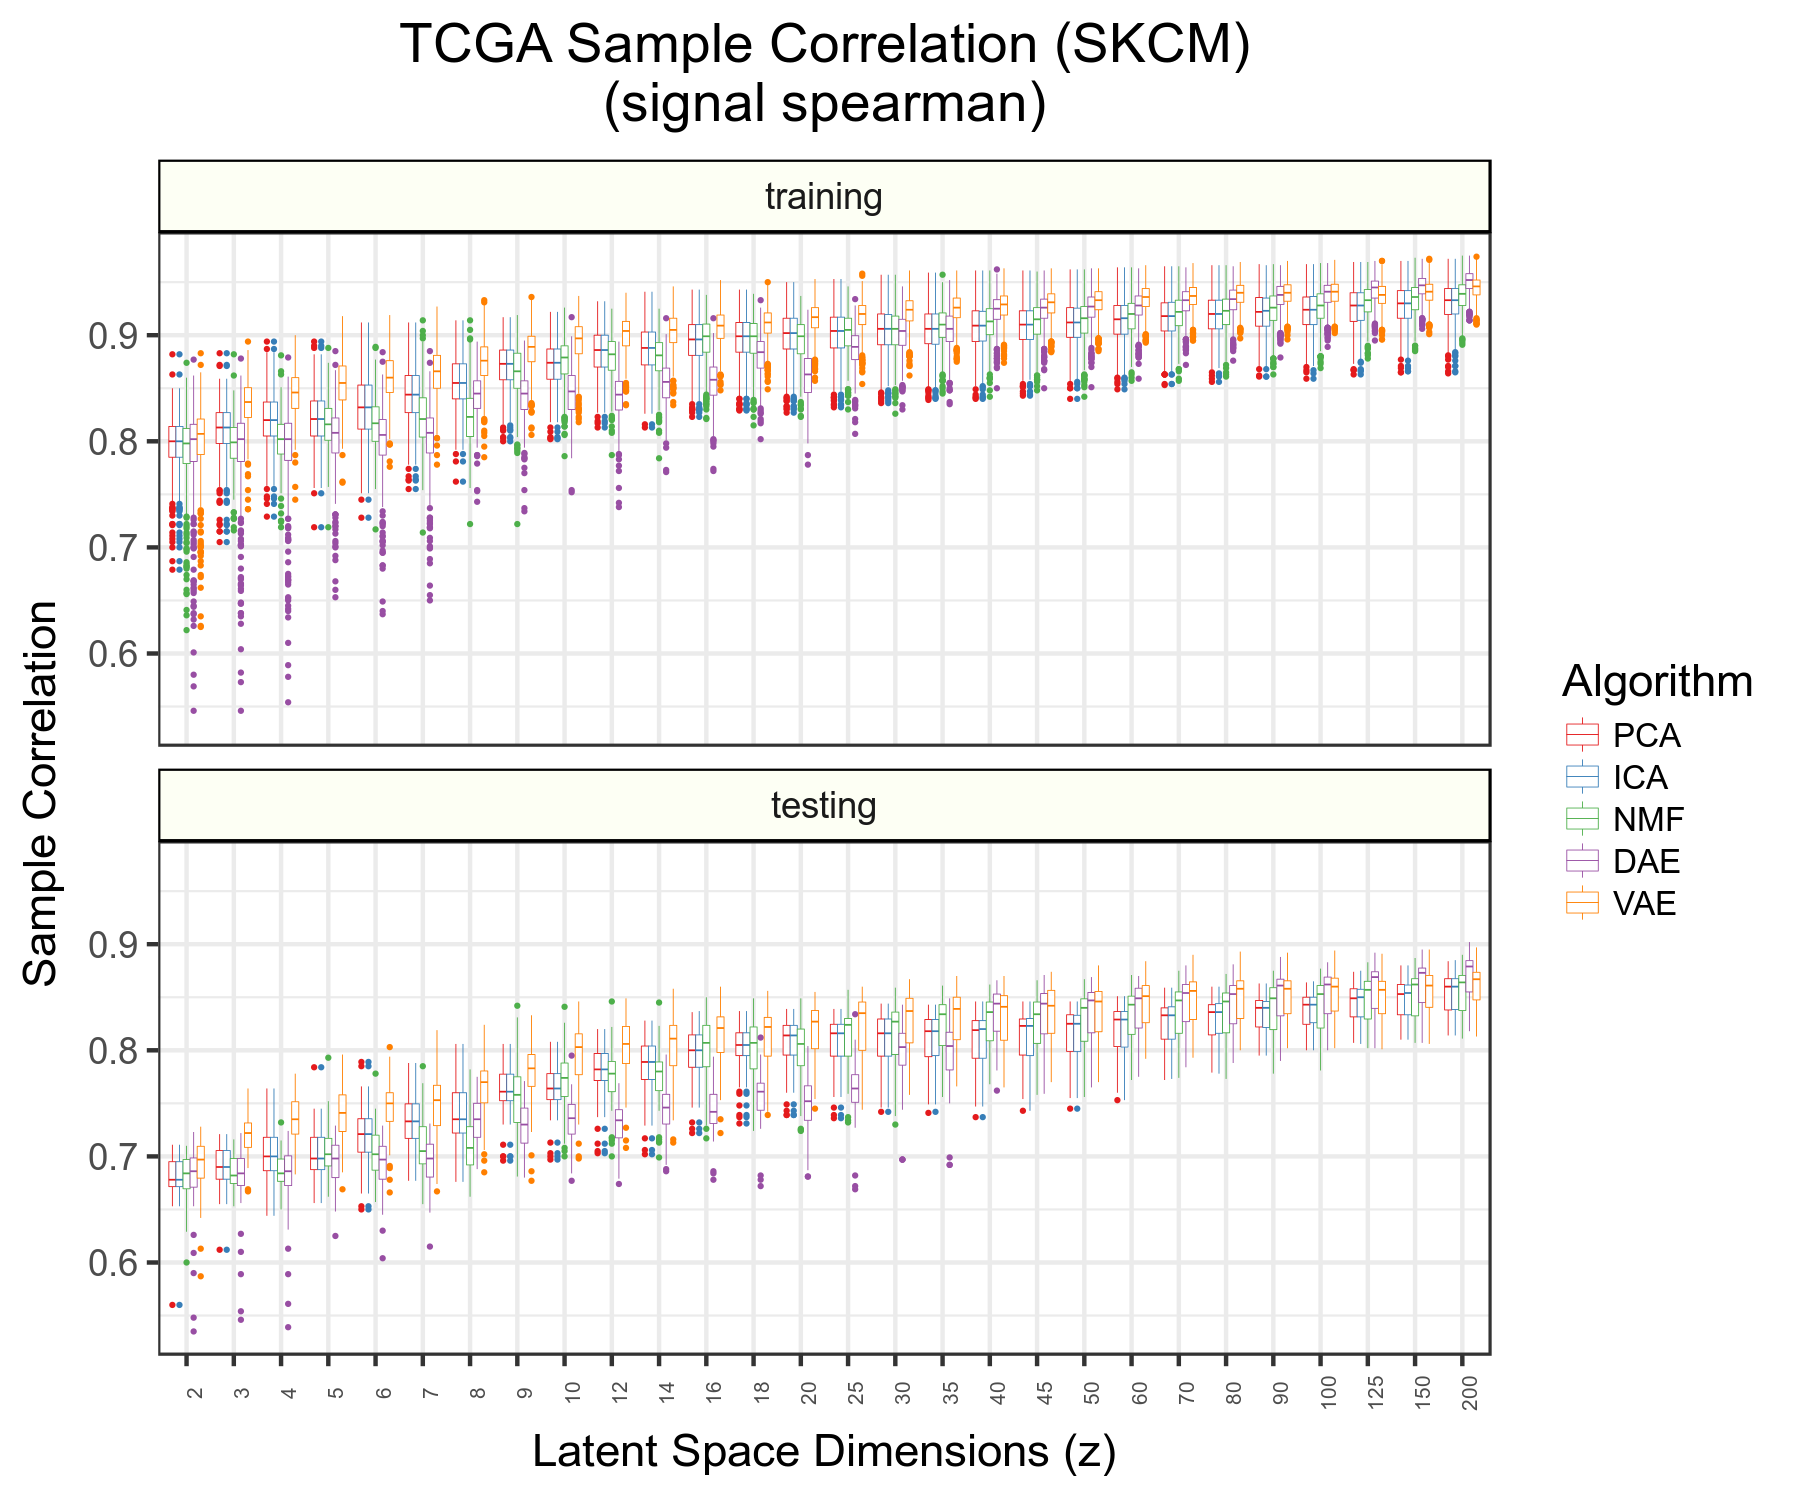 TCGA Sample Correlation (SKCM)
(signal spearman)
training
0.9
0.8
0.7
0.6
Sample Correlation
testing
0.9
0.8
0.7
0.6
2 3 4 5 6 7 8 9 10 12 14 16 18 20 25 30 35 40 45 50 60 70 80 90 100 125 150 200
Latent Space Dimensions (z)
Algorithm
PCA
ICA
NMF
DAE
VAE